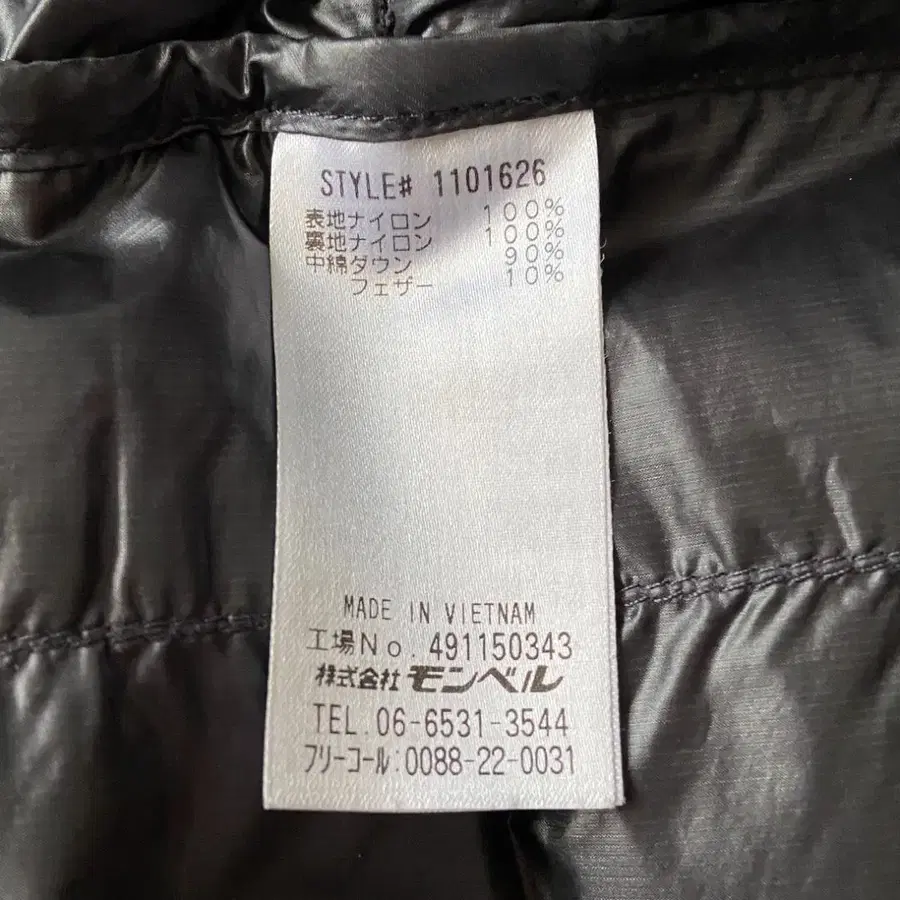 STYLE# 1101626
表地ナイロン 100%
裏地ナイロン 100%
中綿ダウン 90%
フェザー 10%
MADE IN VIETNAM
工場No. 491150343
株式会社モンベル
TEL. 06-6531-3544
フリーコール:0088-22-0031